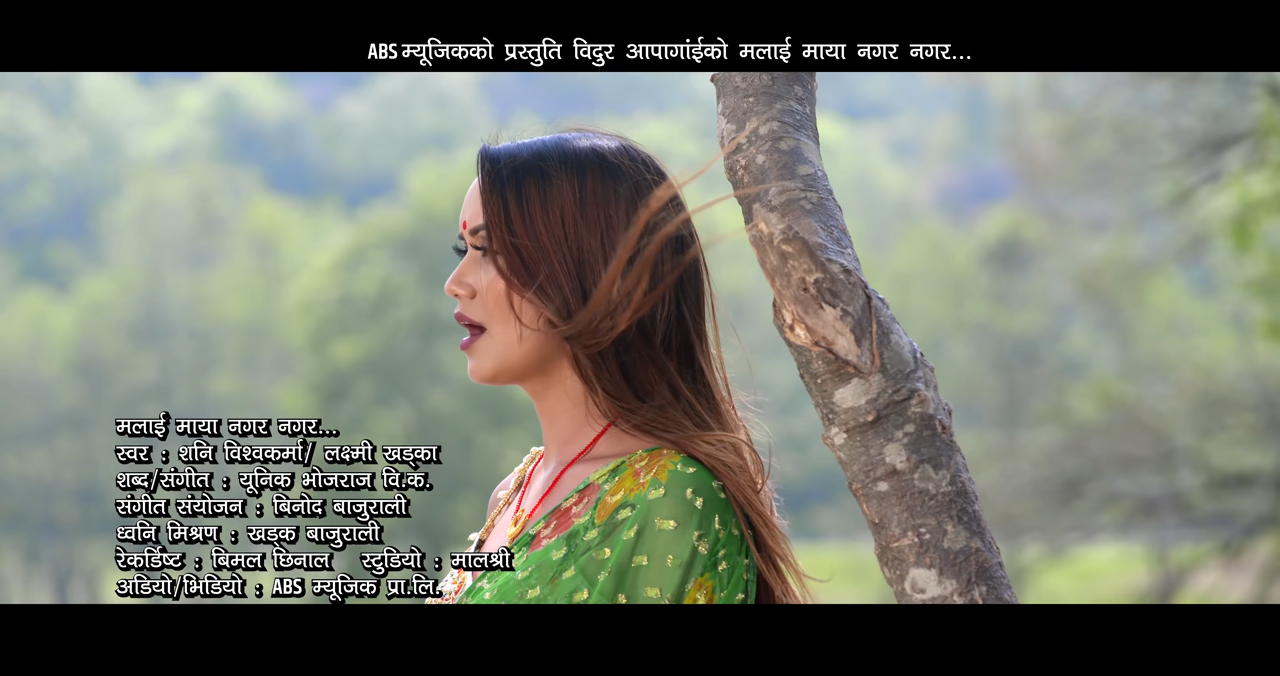 ABS म्यूजिकको प्रस्तुति विदुर आपागांईको मलाई माया नगर नगर...
मलाई माया नगर नगर...
स्वर : शनि विश्वकर्मा/ लक्ष्मी खड्का
शब्द/संगीत : यूनिक भोजराज वि.क.
संगीत संयोजन : बिनोद बाजुराली
ध्वनि मिश्रण : खड्क बाजुराली
रेकर्डिष्ट : बिमल छिनाल स्टुडियो : मालश्री
अडियो/भिडियो : ABS म्यूजिक प्रा.लि.